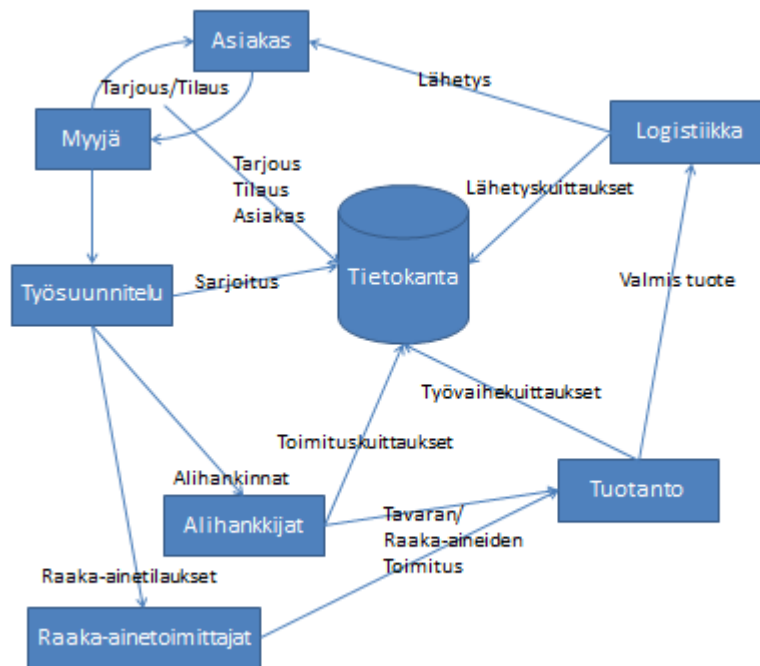 Asiakas
Tarjous/Tilaus
Lähetys
Myyjä
Logistiikka
Tarjous
Tilaus
Asiakas
Lähetyskuittaukset
Työsuunnitelu
Sarjoitus
Tietokanta
Valmis tuote
Työvaihekuittaukset
Toimituskuittaukset
Alihankinnat
Tuotanto
Alihankkijat
Tavaran/
Raaka-aineiden
Toimitus
Raaka-ainetilaukset
Raaka-ainetoimittajat